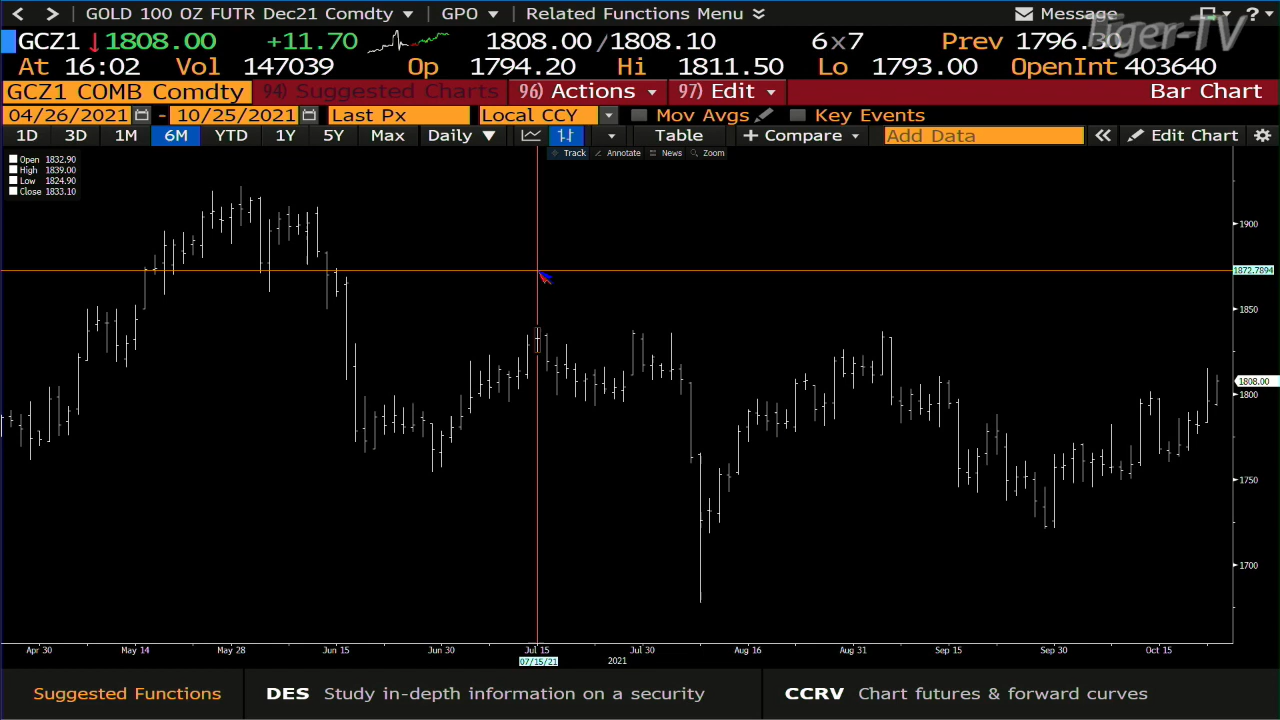 GOLD 100 OZ FUTR Dec21 Comdty GPO Related Functions Menu Message ?
GCZ1 1808.00 +11.70 1808.00/1808.10 6x7 Prev 1796.30
At 16:02 Vol 147039 Op 1794.20 Hi 1811.50 Lo 1793.00 OpenInt 403640
GCZ1 COMB Comdty 94) Suggested Charts 96) Actions 97) Edit Bar Chart
04/26/2021 - 10/25/2021 Last Px Local CCY Mov Avgs Key Events
1D 3D 1M 6M YTD 1Y 5Y Max Daily Table + Compare Add Data Edit Chart
Track Annotate News Zoom
Open 1832.90
High 1839.00
Low 1824.90
Close 1833.10
1900
1872.7894
1850
1808.00
1800
1750
1700
Apr 30 May 14 May 28 Jun 15 Jun 30 Jul 15 Jul 30 Aug 16 Aug 31 Sep 15 Sep 30 Oct 15
07/15/21 2021
Suggested Functions DES Study in-depth information on a security CCRV Chart futures & forward curves